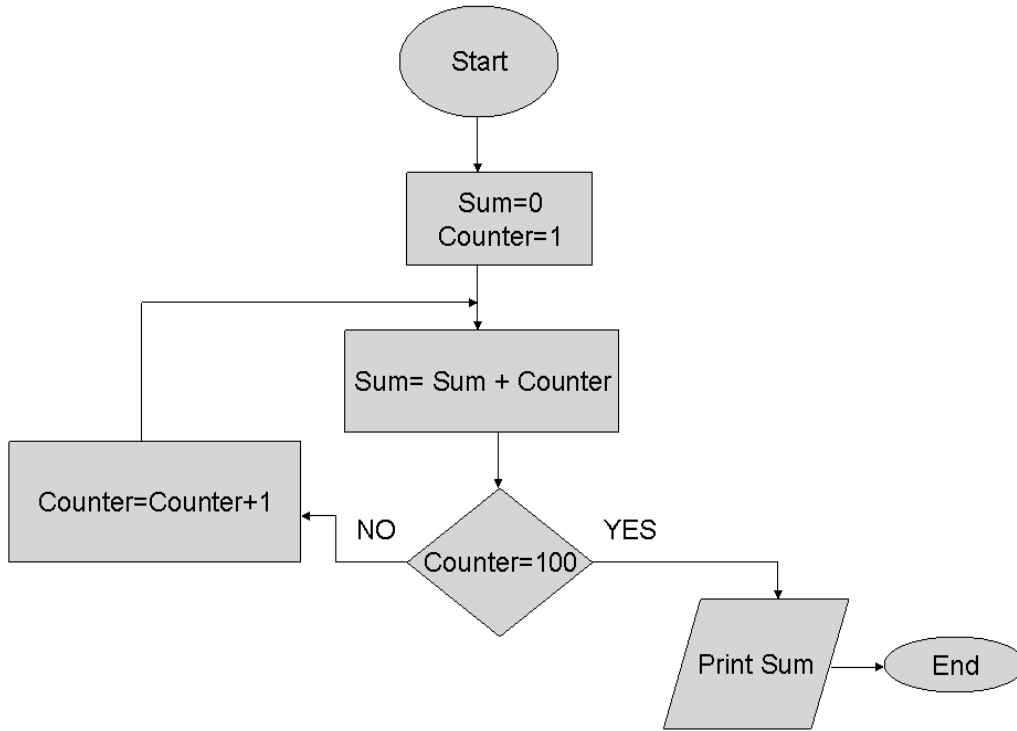 Start
Sum=0
Counter=1
Sum= Sum + Counter
Counter=Counter+1
NO
Counter=100
YES
Print Sum
End